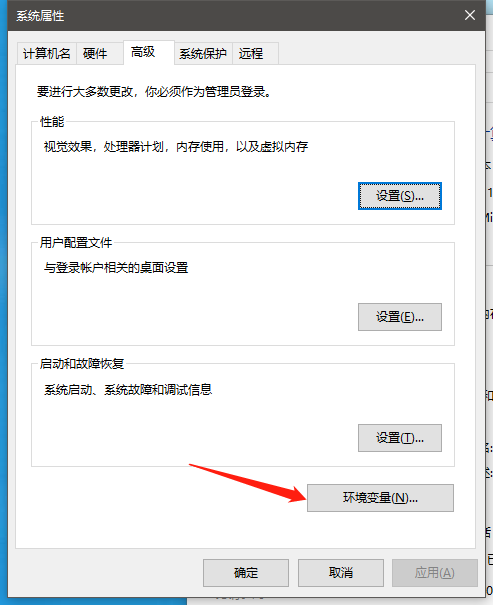 系统属性
计算机名 硬件 高级 系统保护 远程
要进行大多数更改，你必须作为管理员登录。
性能
视觉效果，处理器计划，内存使用，以及虚拟内存
设置(S)...
用户配置文件
与登录帐户相关的桌面设置
设置(E)...
启动和故障恢复
系统启动、系统故障和调试信息
设置(T)...
环境变量(N)...
确定 取消 应用(A)